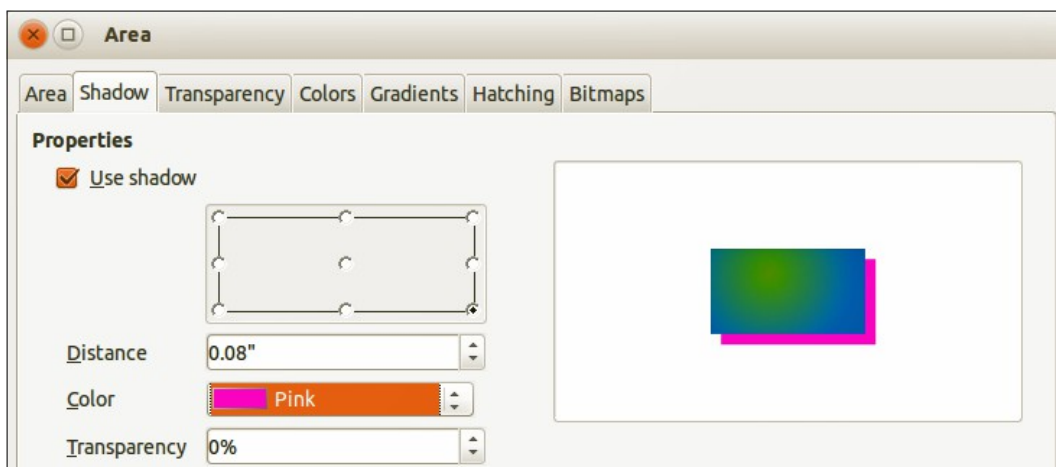 Area
Area Shadow Transparency Colors Gradients Hatching Bitmaps
Properties
Use shadow
Distance 0.08"
Color Pink
Transparency 0%